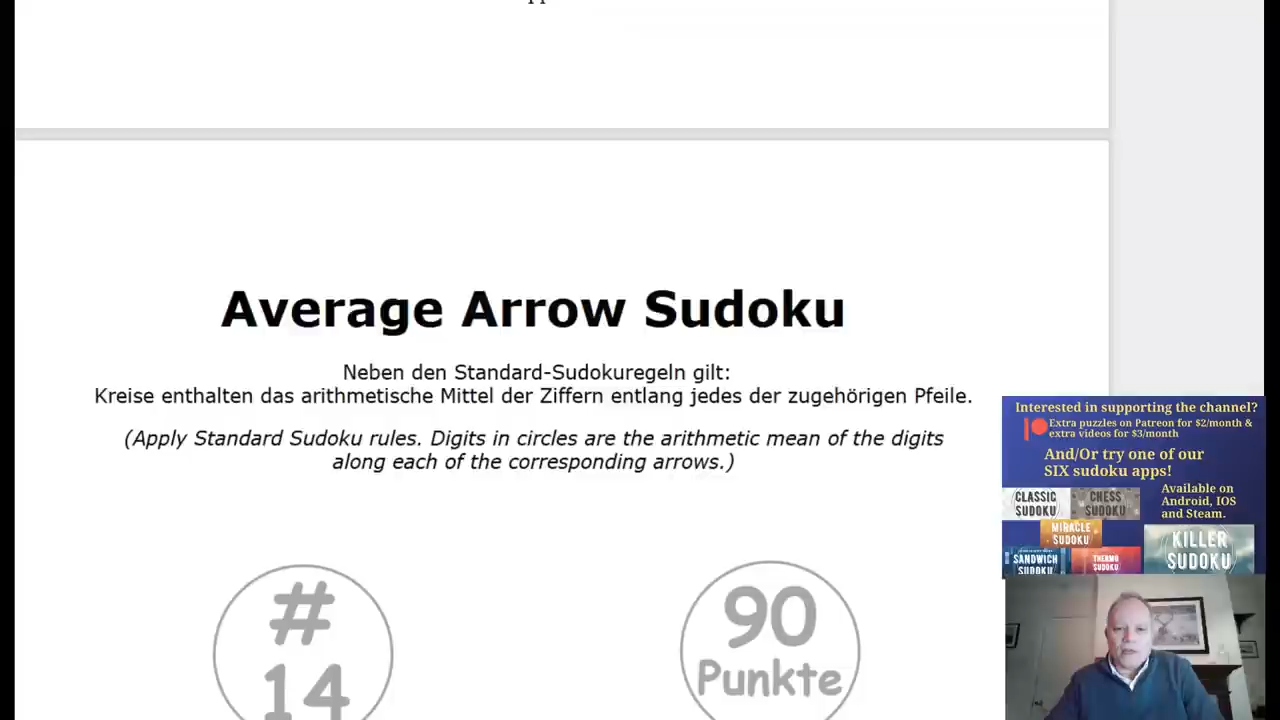 Average Arrow Sudoku
Neben den Standard-Sudokuregeln gilt:
Kreise enthalten das arithmetische Mittel der Ziffern entlang jedes der zugehörigen Pfeile.
(Apply Standard Sudoku rules. Digits in circles are the arithmetic mean of the digits
along each of the corresponding arrows.)
#
14
90
Punkte
Interested in supporting the channel?
Extra puzzles on Patreon for $2/month &
extra videos for $3/month
And/Or try one of our
SIX sudoku apps!
Available on
Android, IOS
and Steam.
CLASSIC
SUDOKU
CHESS
SUDOKU
MIRACLE
SUDOKU
SANDWICH
SUDOKU
THERMO
SUDOKU
KILLER
SUDOKU